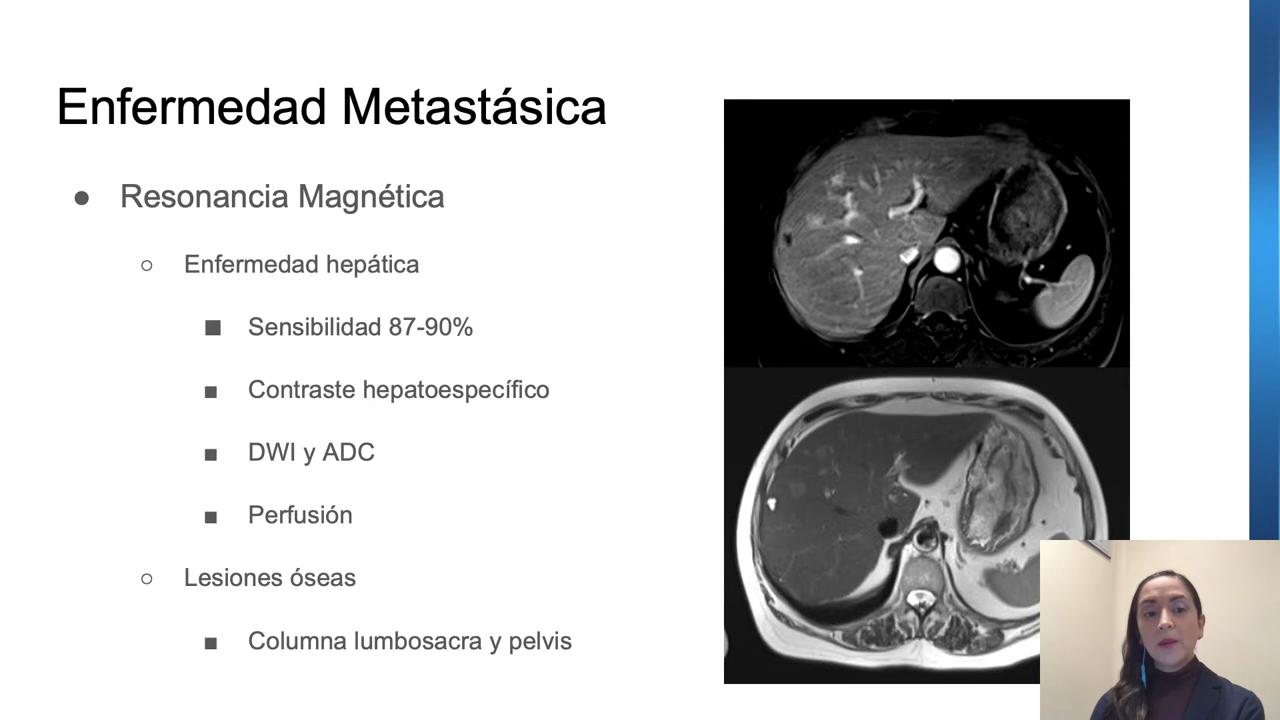 Enfermedad Metastásica
Resonancia Magnética
Enfermedad hepática
Sensibilidad 87-90%
Contraste hepatoespecífico
DWI y ADC
Perfusión
Lesiones óseas
Columna lumbosacra y pelvis